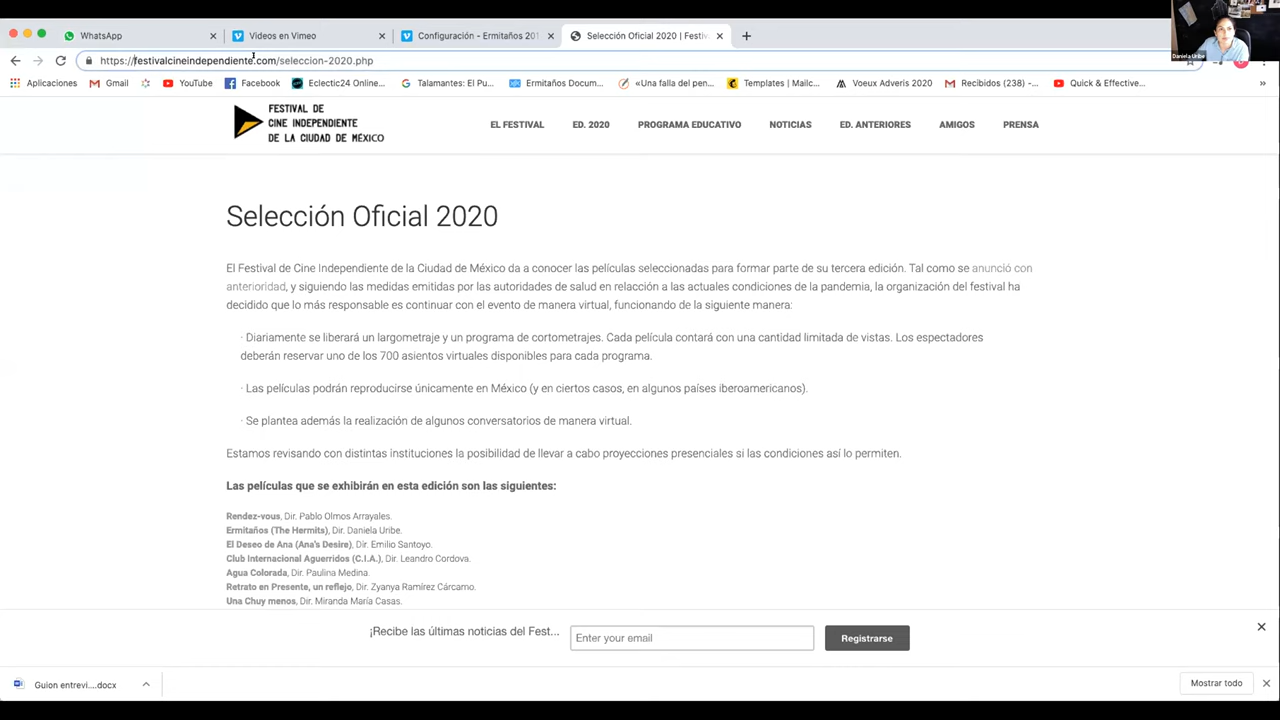 WhatsApp
Videos en Vimeo
Configuración - Ermitaños 201
Selección Oficial 2020 | Festiv
https://festivalcineindependiente.com/seleccion-2020.php
Daniela Uribe
Aplicaciones
Gmail
YouTube
Facebook
Eclectic24 Online...
Talamantes: El Pu...
Ermitaños Docum...
«Una falla del pen...
Templates | Mailc...
Voeux Adveris 2020
Recibidos (238) -...
Quick & Effective...
»
FESTIVAL DE
CINE INDEPENDIENTE
DE LA CIUDAD DE MÉXICO
EL FESTIVAL
ED. 2020
PROGRAMA EDUCATIVO
NOTICIAS
ED. ANTERIORES
AMIGOS
PRENSA
Selección Oficial 2020
El Festival de Cine Independiente de la Ciudad de México da a conocer las películas seleccionadas para formar parte de su tercera edición. Tal como se anunció con
anterioridad, y siguiendo las medidas emitidas por las autoridades de salud en relación a las actuales condiciones de la pandemia, la organización del festival ha
decidido que lo más responsable es continuar con el evento de manera virtual, funcionando de la siguiente manera:
· Diariamente se liberará un largometraje y un programa de cortometrajes. Cada película contará con una cantidad limitada de vistas. Los espectadores
deberán reservar uno de los 700 asientos virtuales disponibles para cada programa.
· Las películas podrán reproducirse únicamente en México (y en ciertos casos, en algunos países iberoamericanos).
· Se plantea además la realización de algunos conversatorios de manera virtual.
Estamos revisando con distintas instituciones la posibilidad de llevar a cabo proyecciones presenciales si las condiciones así lo permiten.
Las películas que se exhibirán en esta edición son las siguientes:
Rendez-vous, Dir. Pablo Olmos Arrayales.
Ermitaños (The Hermits), Dir. Daniela Uribe.
El Deseo de Ana (Ana's Desire), Dir. Emilio Santoyo.
Club Internacional Aguerridos (C.I.A.), Dir. Leandro Cordova.
Agua Colorada, Dir. Paulina Medina.
Retrato en Presente, un reflejo, Dir. Zyanya Ramírez Cárcamo.
Una Chuy menos, Dir. Miranda María Casas.
¡Recibe las últimas noticias del Fest...
Enter your email
Registrarse
Guion entrevi....docx
Mostrar todo